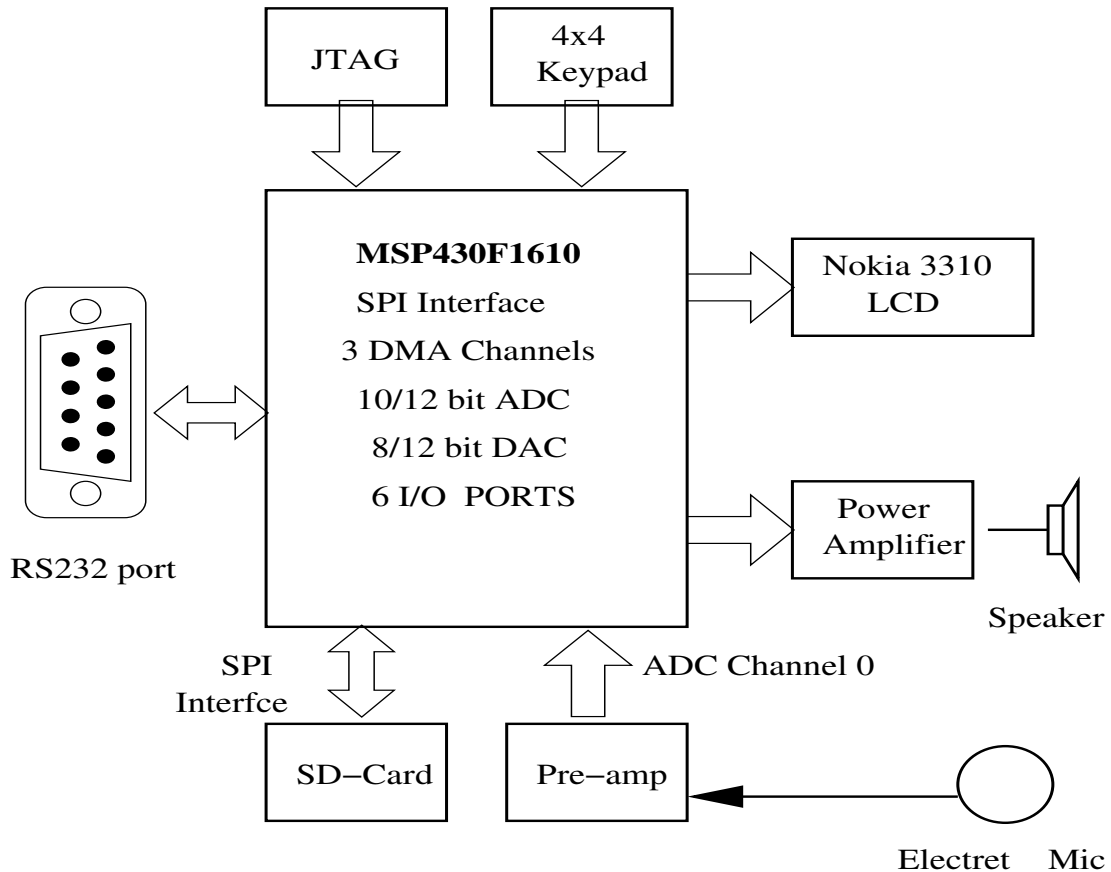 JTAG
4x4
Keypad
MSP430F1610
SPI Interface
3 DMA Channels
10/12 bit ADC
8/12 bit DAC
6 I/O PORTS
Nokia 3310
LCD
Power
Amplifier
Speaker
RS232 port
SPI
Interfce
ADC Channel 0
SD−Card
Pre−amp
Electret Mic